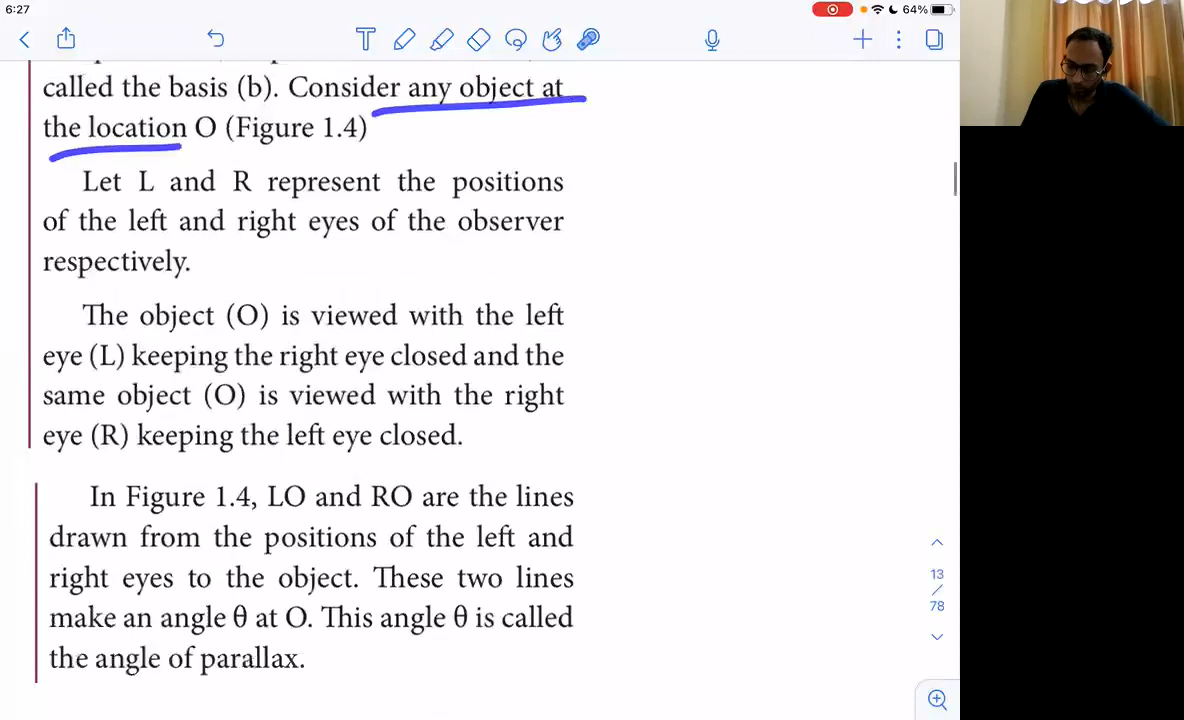 6:27
64%
called the basis (b). Consider any object at
the location O (Figure 1.4)
Let L and R represent the positions
of the left and right eyes of the observer
respectively.
The object (O) is viewed with the left
eye (L) keeping the right eye closed and the
same object (O) is viewed with the right
eye (R) keeping the left eye closed.
In Figure 1.4, LO and RO are the lines
drawn from the positions of the left and
right eyes to the object. These two lines
make an angle θ at O. This angle θ is called
the angle of parallax.
13
/
78